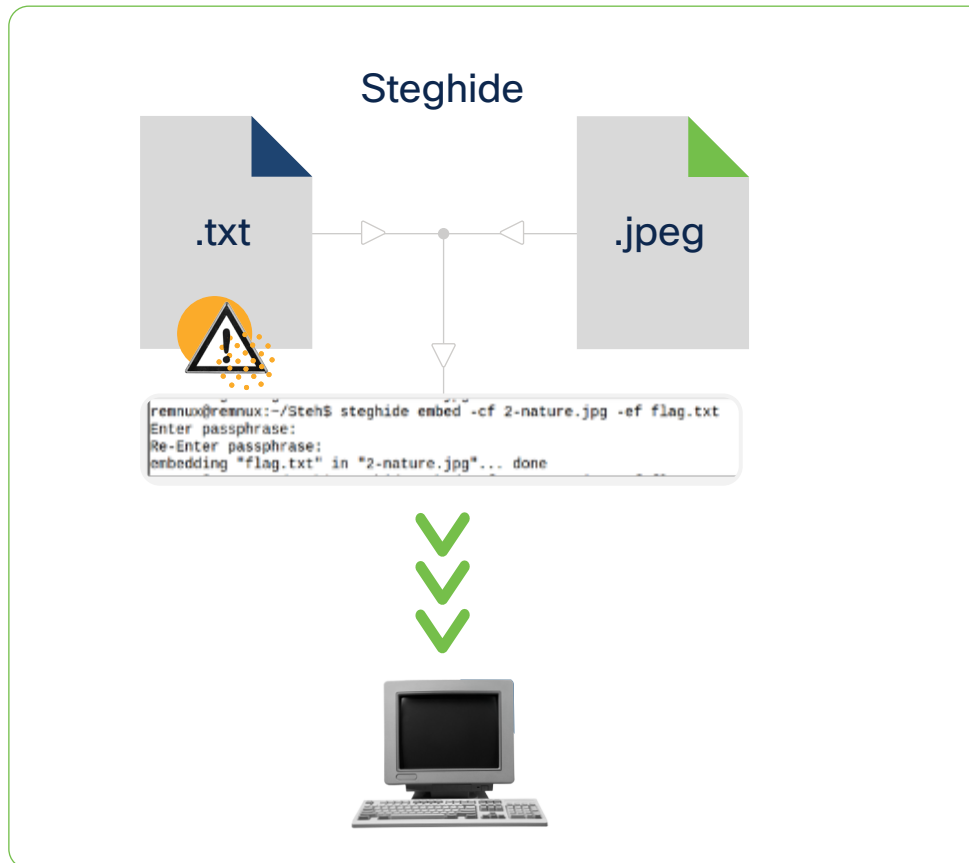 Steghide
.txt
.jpeg
remnux@remnux:~/Steh$ steghide embed -cf 2-nature.jpg -ef flag.txt
Enter passphrase:
Re-Enter passphrase:
embedding "flag.txt" in "2-nature.jpg"... done